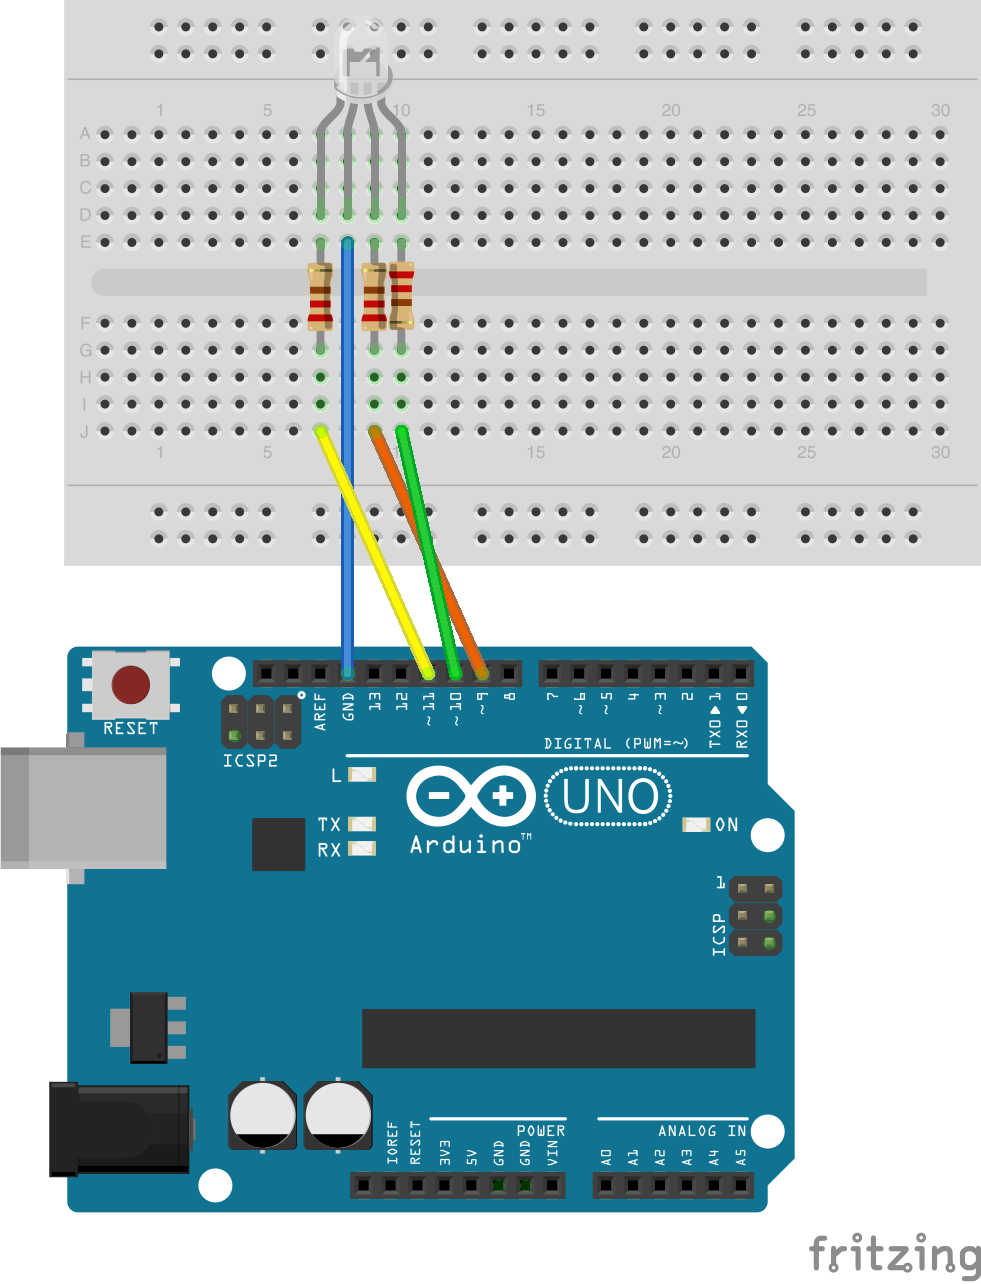 1 5 10 15 20 25 30
A
B
C
D
E
F
G
H
I
J
1 5 1 15 20 25 30
RESET
ICSP2
AREF GND 13 12 ~11 ~10 ~9 8 7 ~6 ~5 4 ~3 2 TX0▶1 RX0◀0
DIGITAL (PWM=~)
L
TX
RX
UNO
Arduino™
ON
1
ICSP
POWER
ANALOG IN
IOREF RESET 3V3 5V GND GND VIN A0 A1 A2 A3 A4 A5
fritzing